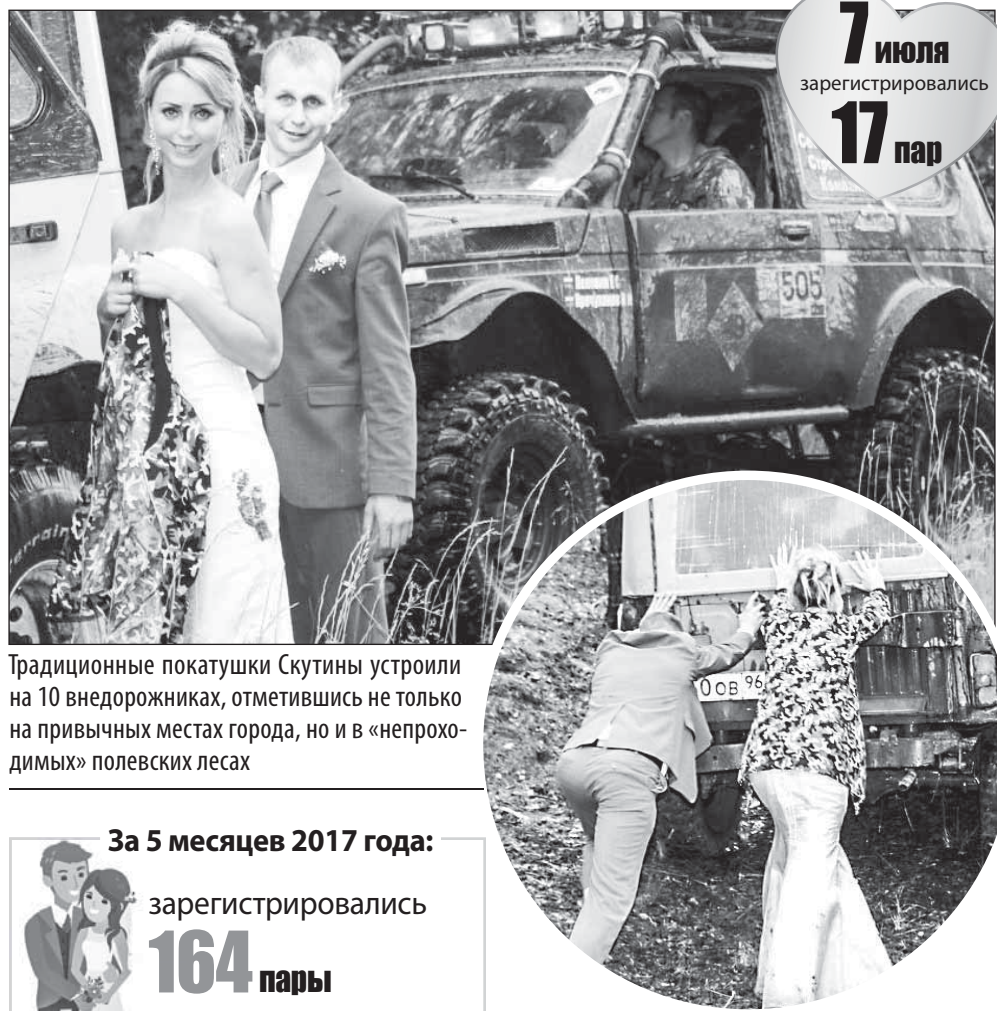 7 июля
зарегистрировались
17 пар
505
errain
О ОВ 96
Традиционные покатушки Скутины устроили
на 10 внедорожниках, отметившись не только
на привычных местах города, но и в «непрохо-
димых» полевских лесах
За 5 месяцев 2017 года:
зарегистрировались
164 пары